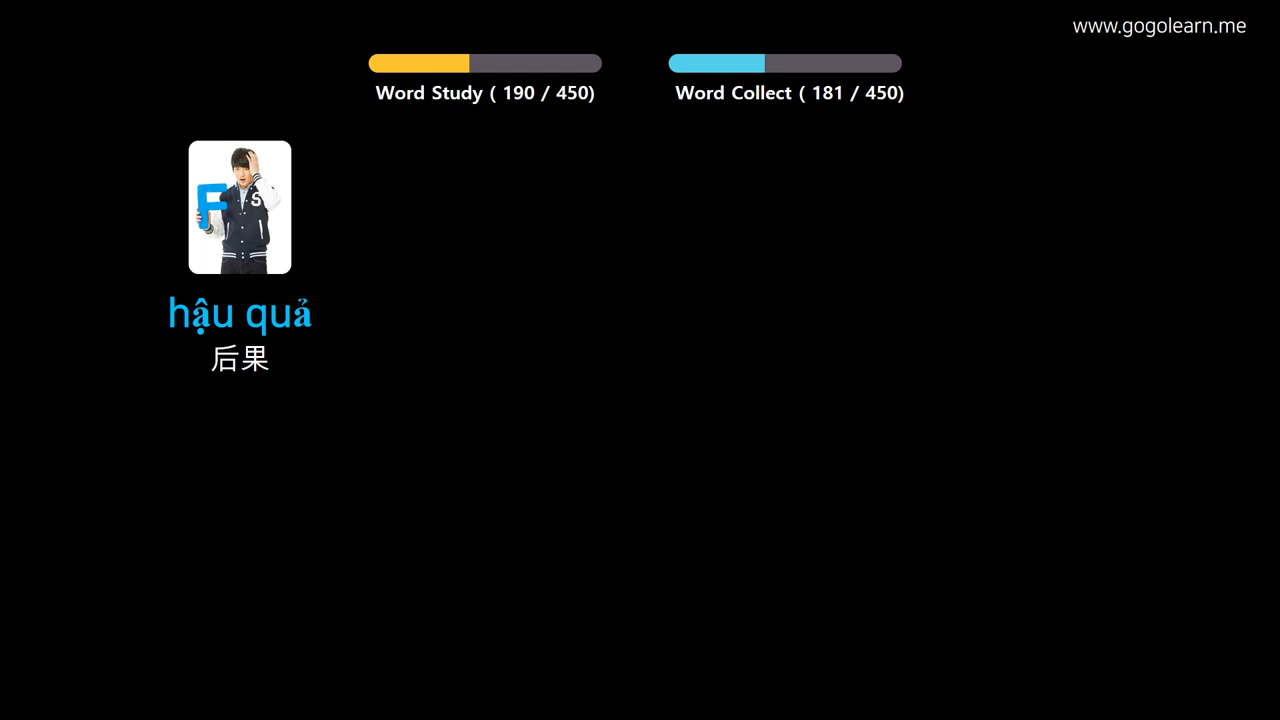 www.gogolearn.me
Word Study ( 190 / 450)
Word Collect ( 181 / 450)
F
S
hậu quả
后果